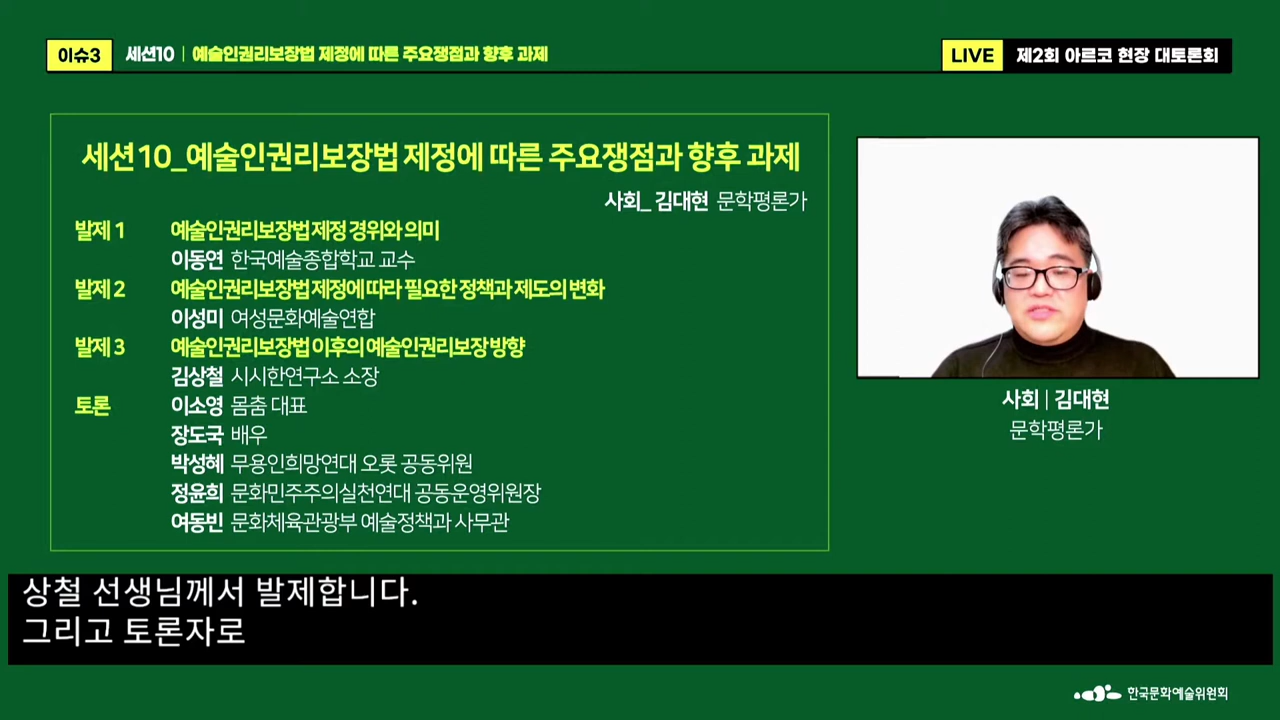 이슈3 세션10 | 예술인권리보장법 제정에 따른 주요쟁점과 향후 과제
LIVE 제2회 아르코 현장 대토론회
세션10_예술인권리보장법 제정에 따른 주요쟁점과 향후 과제
사회_ 김대현 문학평론가
발제 1 예술인권리보장법 제정 경위와 의미
이동연 한국예술종합학교 교수
발제 2 예술인권리보장법 제정에 따라 필요한 정책과 제도의 변화
이성미 여성문화예술연합
발제 3 예술인권리보장법 이후의 예술인권리보장 방향
김상철 시시한연구소 소장
토론 이소영 몸춤 대표
장도국 배우
박성혜 무용인희망연대 오롯 공동위원
정윤희 문화민주주의실천연대 공동운영위원장
여동빈 문화체육관광부 예술정책과 사무관
사회 | 김대현
문학평론가
상철 선생님께서 발제합니다.
그리고 토론자로
한국문화예술위원회